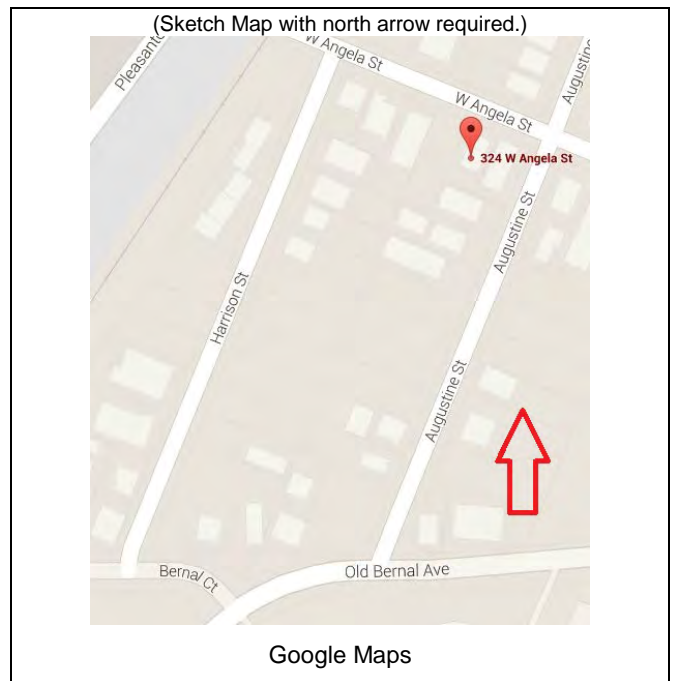 (Sketch Map with north arrow required.)
W Angela St
W Angela St
Augustine
324 W Angela St
Augustine St
Harrison St
Augustine St
Bernal Ct
Old Bernal Ave
Google Maps